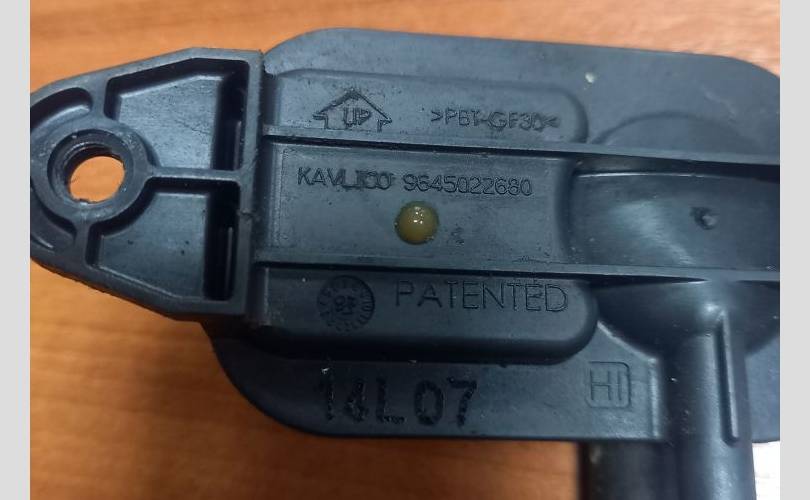 UP
>PBT-GF30<
KAVLICO 9645022680
PATENTED
14L07
HI